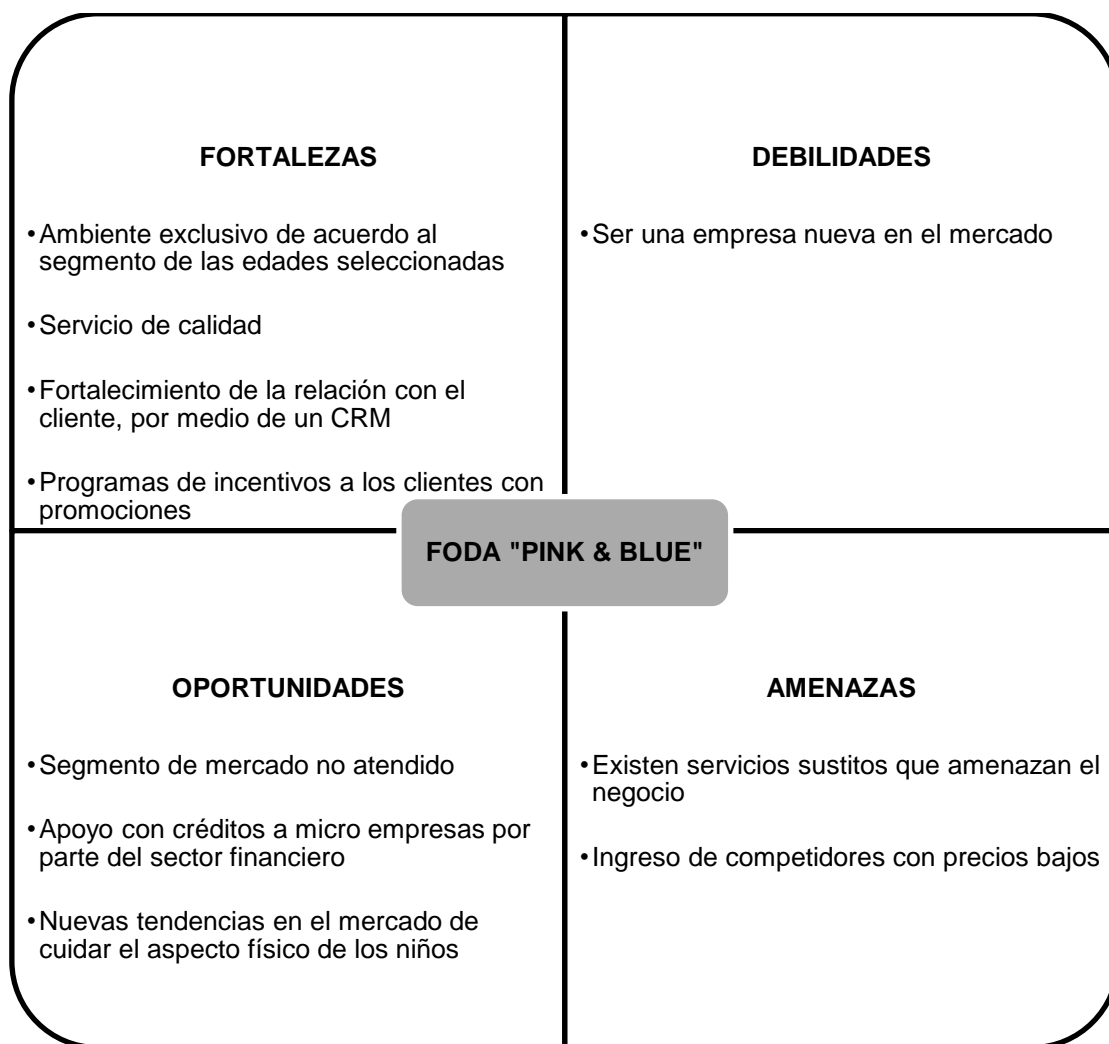 FORTALEZAS
•Ambiente exclusivo de acuerdo al
segmento de las edades seleccionadas
•Servicio de calidad
•Fortalecimiento de la relación con el
cliente, por medio de un CRM
•Programas de incentivos a los clientes con
promociones
DEBILIDADES
•Ser una empresa nueva en el mercado
FODA "PINK & BLUE"
OPORTUNIDADES
•Segmento de mercado no atendido
•Apoyo con créditos a micro empresas por
parte del sector financiero
•Nuevas tendencias en el mercado de
cuidar el aspecto físico de los niños
AMENAZAS
•Existen servicios sustitos que amenazan el
negocio
•Ingreso de competidores con precios bajos